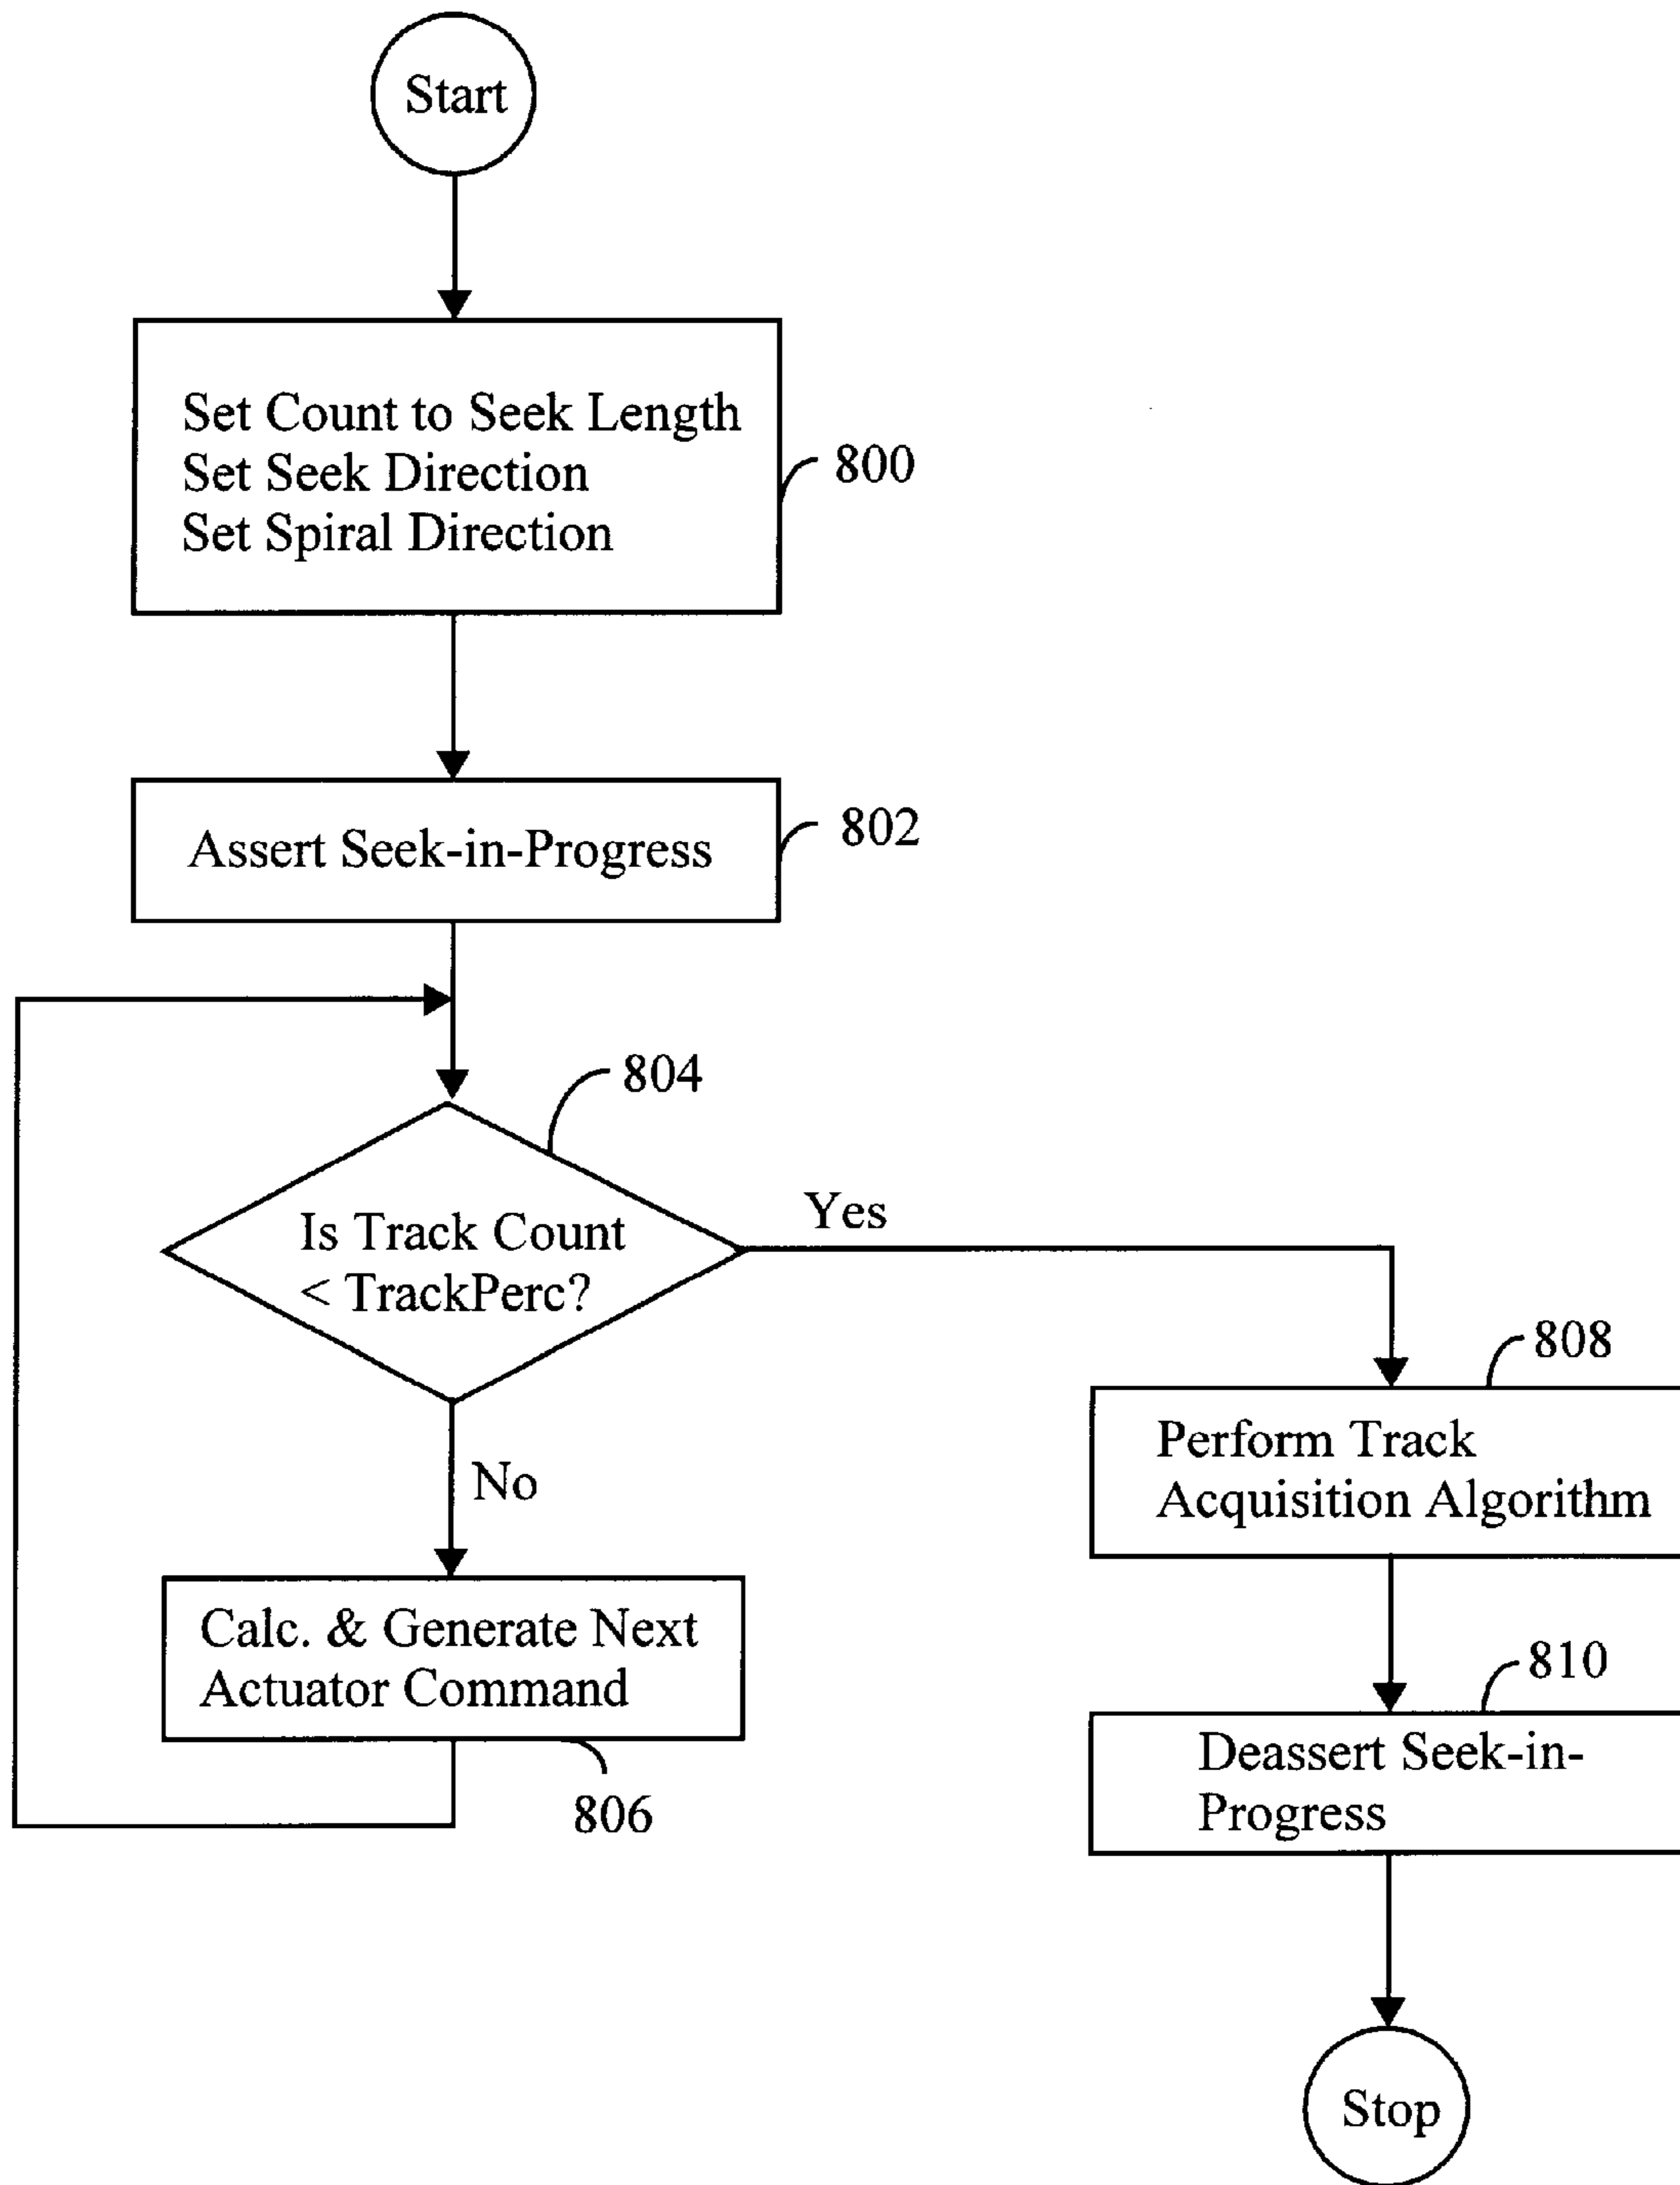 Start
Set Count to Seek Length
Set Seek Direction
Set Spiral Direction
800
Assert Seek-in-Progress
802
804
Is Track Count
< TrackPerc?
Yes
No
Calc. & Generate Next
Actuator Command
806
808
Perform Track
Acquisition Algorithm
810
Deassert Seek-in-
Progress
Stop